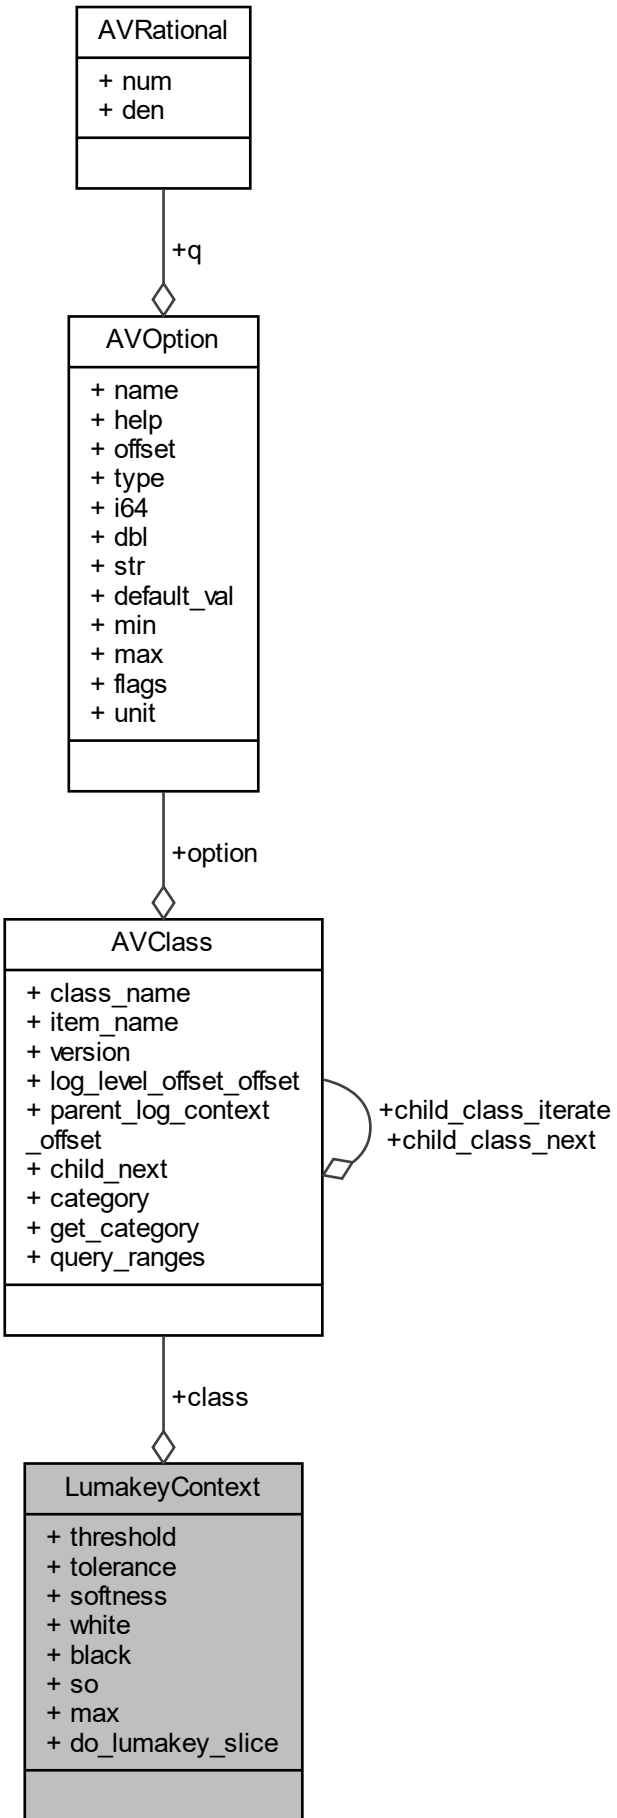 AVRational
+ num
+ den
+q
AVOption
+ name
+ help
+ offset
+ type
+ i64
+ dbl
+ str
+ default_val
+ min
+ max
+ flags
+ unit
+option
AVClass
+ class_name
+ item_name
+ version
+ log_level_offset_offset
+ parent_log_context
_offset
+ child_next
+ category
+ get_category
+ query_ranges
+child_class_iterate
+child_class_next
+class
LumakeyContext
+ threshold
+ tolerance
+ softness
+ white
+ black
+ so
+ max
+ do_lumakey_slice